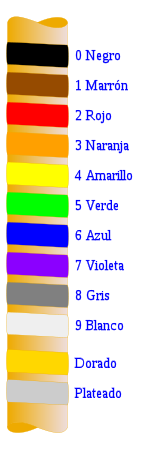 0 Negro
1 Marrón
2 Rojo
3 Naranja
4 Amarillo
5 Verde
6 Azul
7 Violeta
8 Gris
9 Blanco
Dorado
Plateado